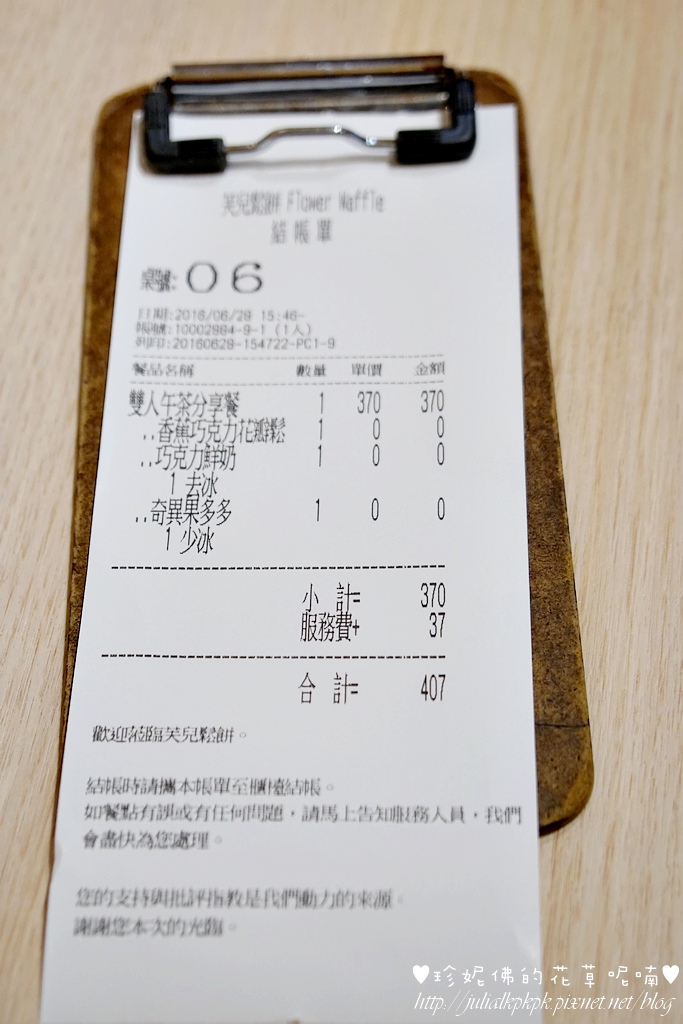 芙兒鬆餅 Flower Waffle
結帳單
桌號: 06
日期:2016/06/28 15:46-
帳號:10002884-9-1 (1人)
列印:20160628-154722-PC1-9
餐品名稱 數量 單價 金額
雙人午茶分享餐 1 370 370
..香蕉巧克力花瓣鬆 1 0 0
..巧克力鮮奶 1 0 0
1 去冰
..奇異果多多 1 0 0
1 少冰
小 計= 370
服務費+ 37
合 計= 407
歡迎蒞臨芙兒鬆餅。
結帳時請攜本帳單至櫃檯結帳。
如餐點有誤或有任何問題，請馬上告知服務人員，我們
會盡快為您處理。
您的支持與批評指教是我們動力的來源。
謝謝您本次的光臨。
♥珍妮佛的花草呢喃♥
http://julialkpkpk.pixnet.net/blog